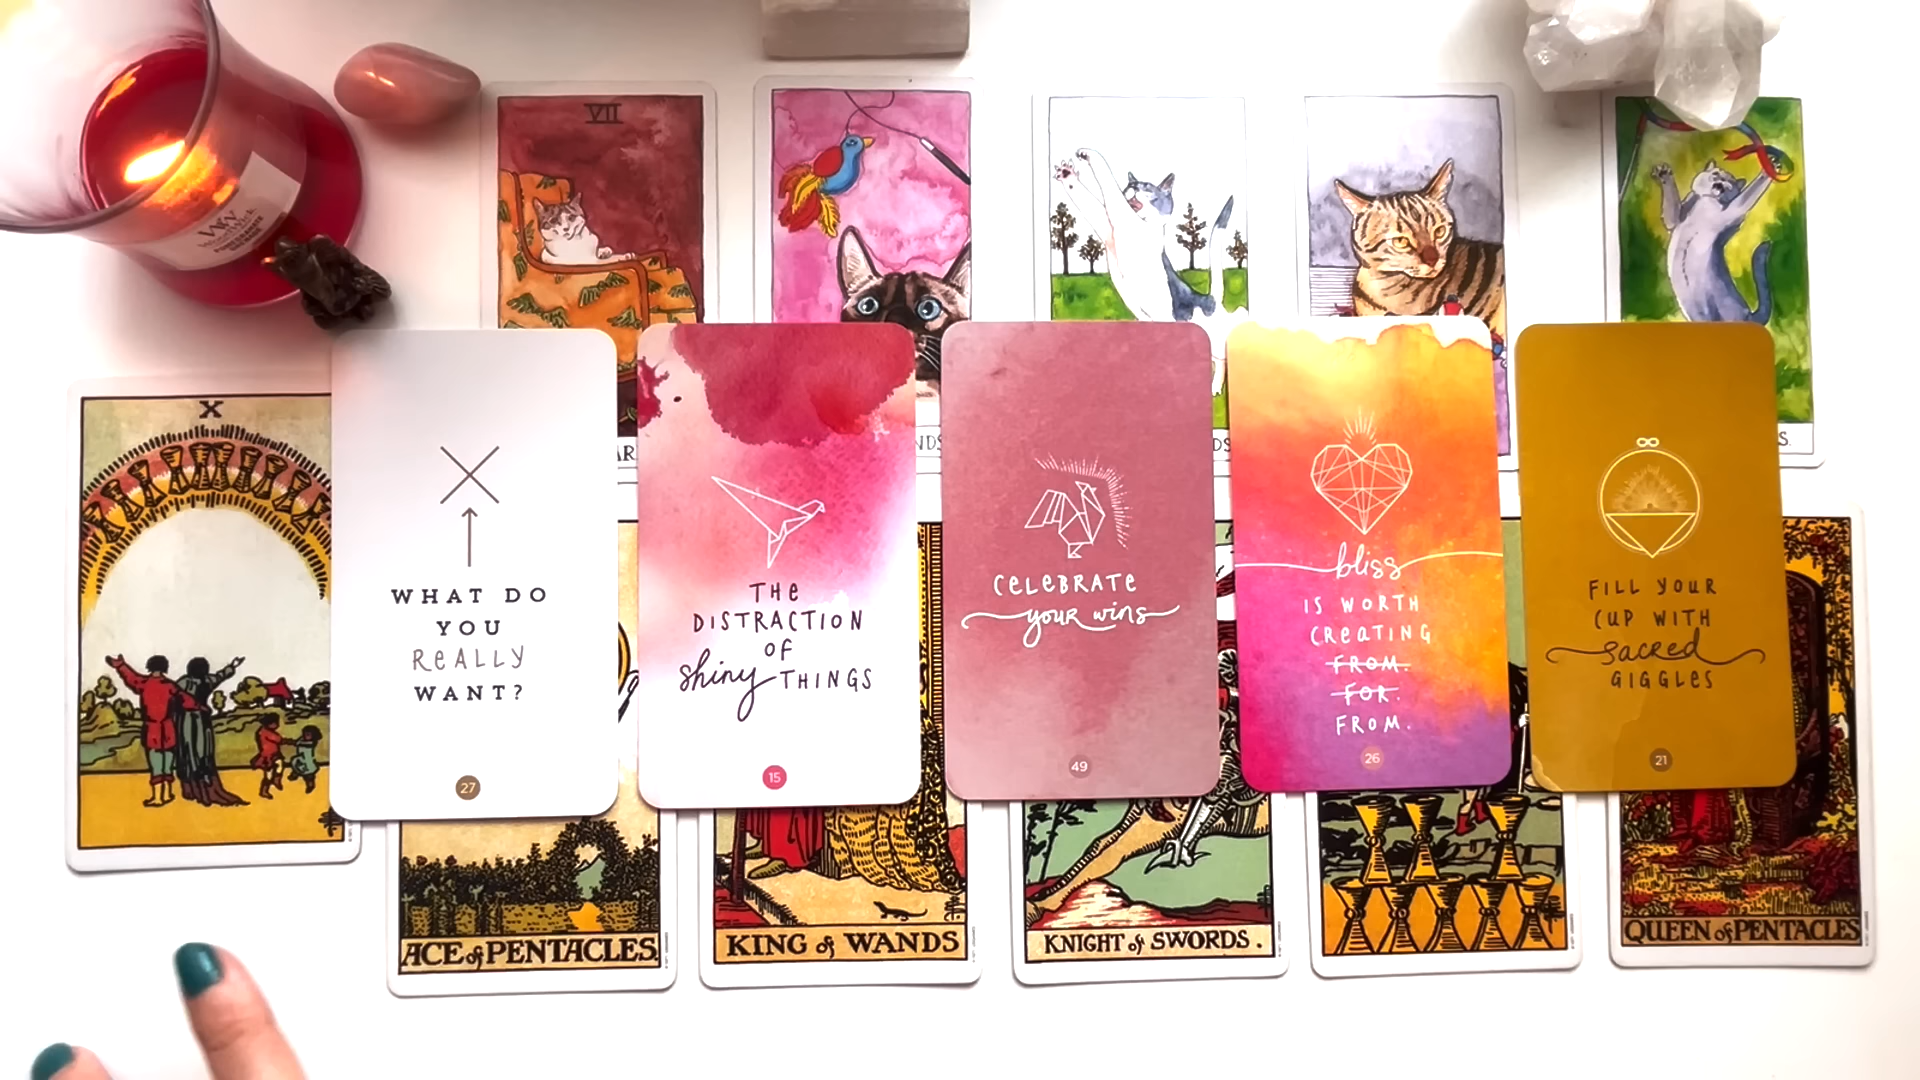 VII
X
WHAT DO
YOU
REALLY
WANT?
27
THE
DISTRACTION
OF
shiny THINGS
15
CELEBRATE
your wins
49
bliss
IS WORTH
CREATING
FROM.
FOR.
FROM.
26
FILL YOUR
CUP WITH
sacred
GIGGLES
21
ACE of PENTACLES.
KING of WANDS
KNIGHT of SWORDS.
QUEEN of PENTACLES